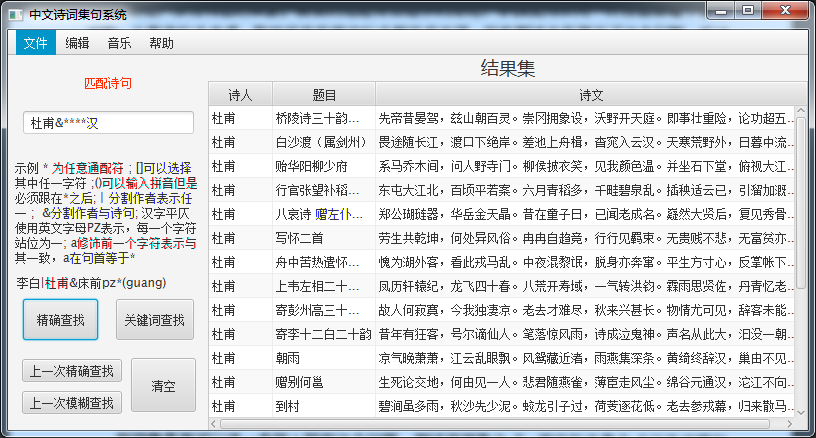 中文诗词集句系统
文件 编辑 音乐 帮助
匹配诗句
杜甫&****汉
示例 * 为任意通配符 ; []可以选择
其中任一字符 ;()可以输入拼音但是
必须跟在*之后; | 分割作者表示任
一 ; &分割作者与诗句; 汉字平仄
使用英文字母PZ表示，每一个字符
站位为一; a修饰前一个字符表示与
其一致，a在句首等于*
李白|杜甫&床前pz*(guang)
精确查找 关键词查找
上一次精确查找
上一次模糊查找
清空
结果集
诗人 题目 诗文
杜甫 桥陵诗三十韵... 先帝昔晏驾，兹山朝百灵。崇冈拥象设，沃野开天庭。即事壮重险，论功超五...
杜甫 白沙渡（属剑州） 畏途随长江，渡口下绝岸。差池上舟楫，杳窕入云汉。天寒荒野外，日暮中流...
杜甫 贻华阳柳少府 系马乔木间，问人野寺门。柳侯披衣笑，见我颜色温。并坐石下堂，俯视大江...
杜甫 行官张望补稻... 东屯大江北，百顷平若案。六月青稻多，千畦碧泉乱。插秧适云已，引溜加溉...
杜甫 八哀诗 赠左仆... 郑公瑚琏器，华岳金天晶。昔在童子日，已闻老成名。嶷然大贤后，复见秀骨...
杜甫 写怀二首 劳生共乾坤，何处异风俗。冉冉自趋竞，行行见羁束。无贵贱不悲，无富贫亦...
杜甫 舟中苦热遣怀... 愧为湖外客，看此戎马乱。中夜混黎氓，脱身亦奔窜。平生方寸心，反掌帐下...
杜甫 上韦左相二十... 凤历轩辕纪，龙飞四十春。八荒开寿域，一气转洪钧。霖雨思贤佐，丹青忆老...
杜甫 寄彭州高三十... 故人何寂寞，今我独凄凉。老去才难尽，秋来兴甚长。物情尤可见，辞客未能...
杜甫 寄李十二白二十韵 昔年有狂客，号尔谪仙人。笔落惊风雨，诗成泣鬼神。声名从此大，汩没一朝...
杜甫 朝雨 凉气晚萧萧，江云乱眼飘。风鸳藏近渚，雨燕集深条。黄绮终辞汉，巢由不见...
杜甫 赠别何邕 生死论交地，何由见一人。悲君随燕雀，薄宦走风尘。绵谷元通汉，沱江不向...
杜甫 到村 碧涧虽多雨，秋沙先少泥。蛟龙引子过，荷芰逐花低。老去参戎幕，归来散马...